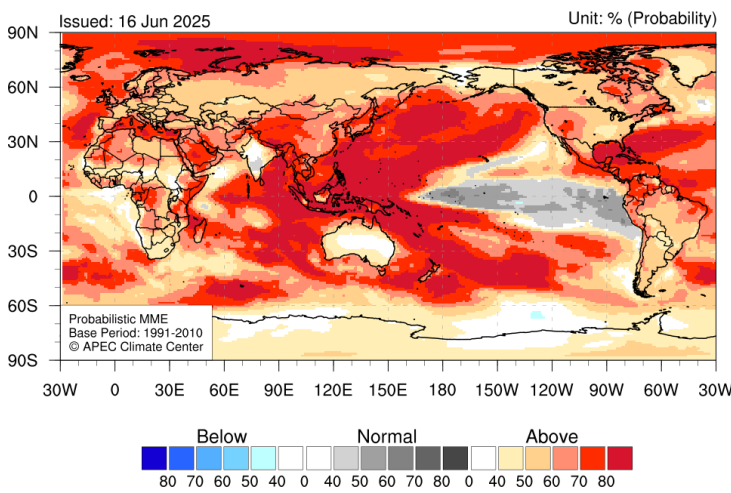 Issued: 16 Jun 2025 Unit: % (Probability)
90N
60N
30N
0
30S
60S
90S
Probabilistic MME
Base Period: 1991-2010
© APEC Climate Center
30W 0 30E 60E 90E 120E 150E 180 150W 120W 90W 60W 30W
Below Normal Above
80 70 60 50 40 0 40 50 60 70 80 0 40 50 60 70 80